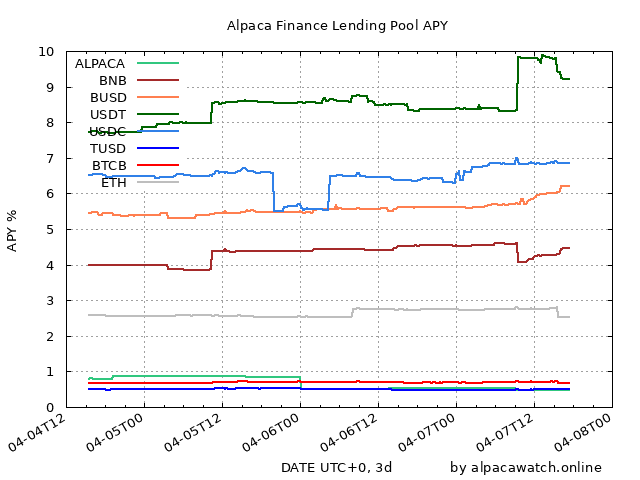 Alpaca Finance Lending Pool APY
10
9
8
7
6
5
4
3
2
1
0
APY %
ALPACA
BNB
BUSD
USDT
USDC
TUSD
BTCB
ETH
04-04T12
04-05T00
04-05T12
04-06T00
04-06T12
04-07T00
04-07T12
04-08T00
DATE UTC+0, 3d by alpacawatch.online